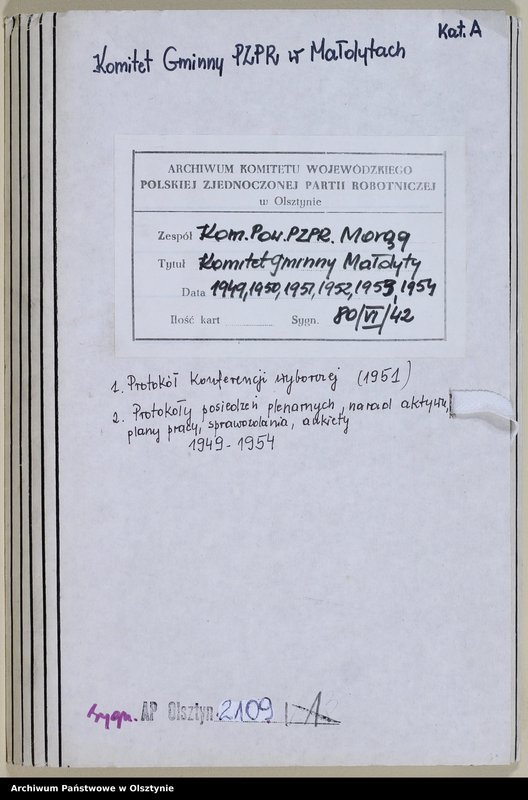 Kat. A
Komitet Gminny PZPR w Małdytach
ARCHIWUM KOMITETU WOJEWÓDZKIEGO
POLSKIEJ ZJEDNOCZONEJ PARTII ROBOTNICZEJ
w Olsztynie
Zespół Kom. Pow. PZPR. Morąg
Tytuł Komitet Gminny Małdyty
Data 1949, 1950, 1951, 1952, 1953, 1954
Ilość kart Sygn. 80/VI/42
1. Protokół Konferencji wyborczej (1951)
2. Protokoły posiedzeń plenarnych, narad aktywu,
plany pracy, sprawozdania, ankiety
1949-1954
Sygn. AP Olsztyn 2109
Archiwum Państwowe w Olsztynie